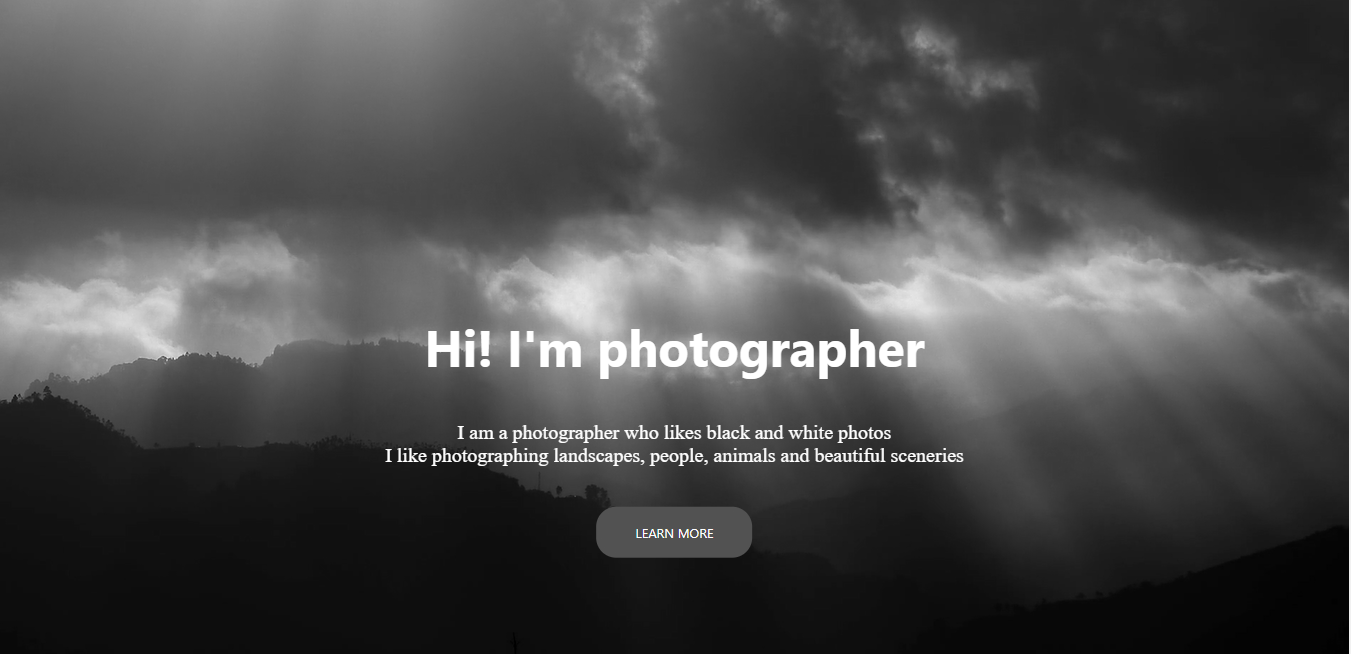 Hi! I'm photographer
I am a photographer who likes black and white photos
I like photographing landscapes, people, animals and beautiful sceneries
LEARN MORE